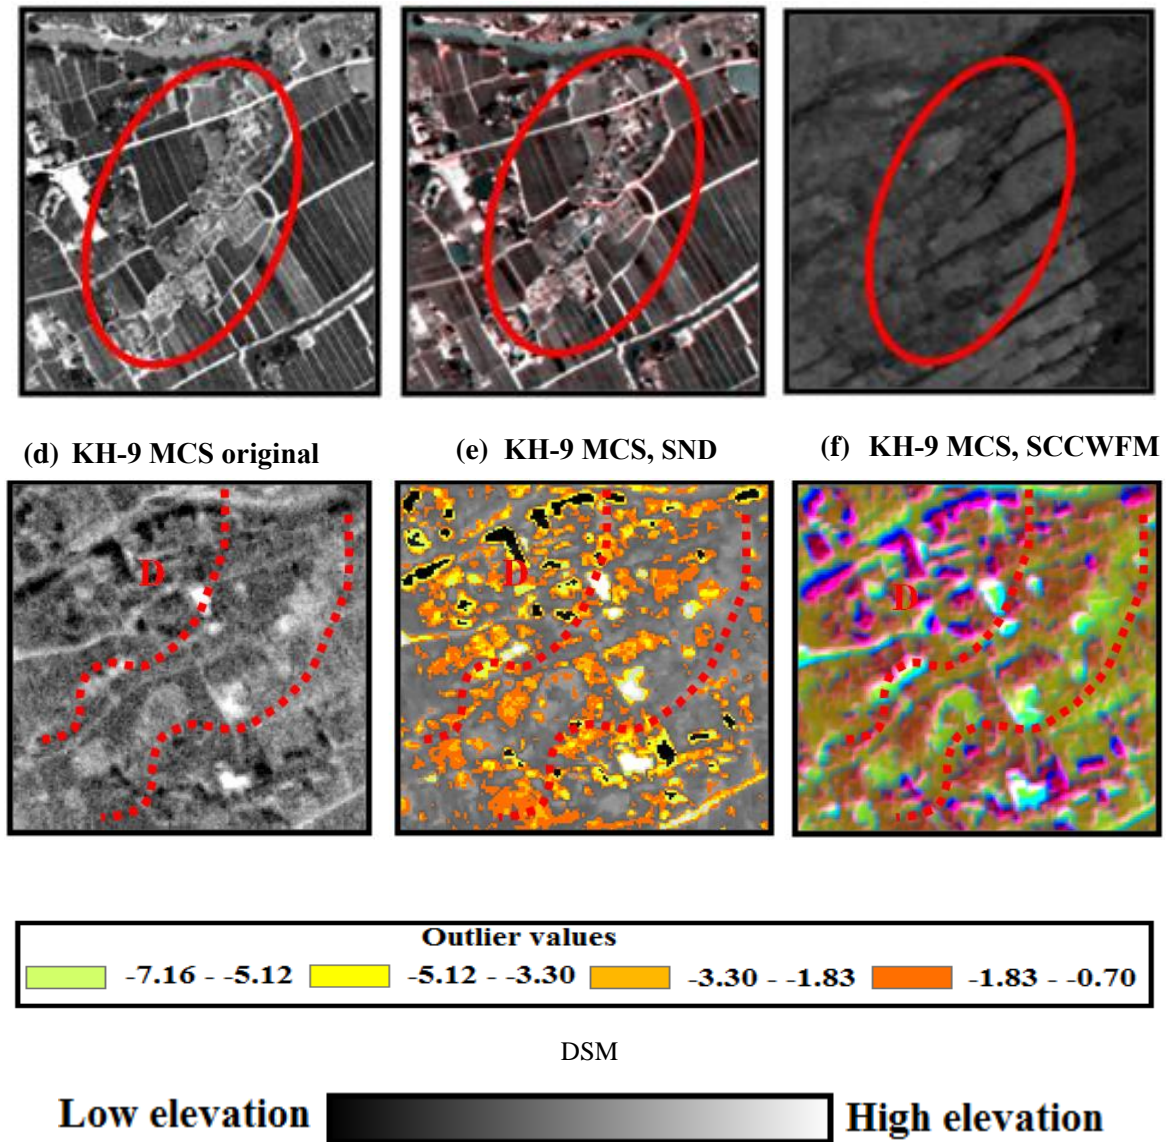 (d) KH-9 MCS original
(e) KH-9 MCS, SND
(f) KH-9 MCS, SCCWFM
D
D
D
Outlier values
-7.16 - -5.12
-5.12 - -3.30
-3.30 - -1.83
-1.83 - -0.70
DSM
Low elevation
High elevation